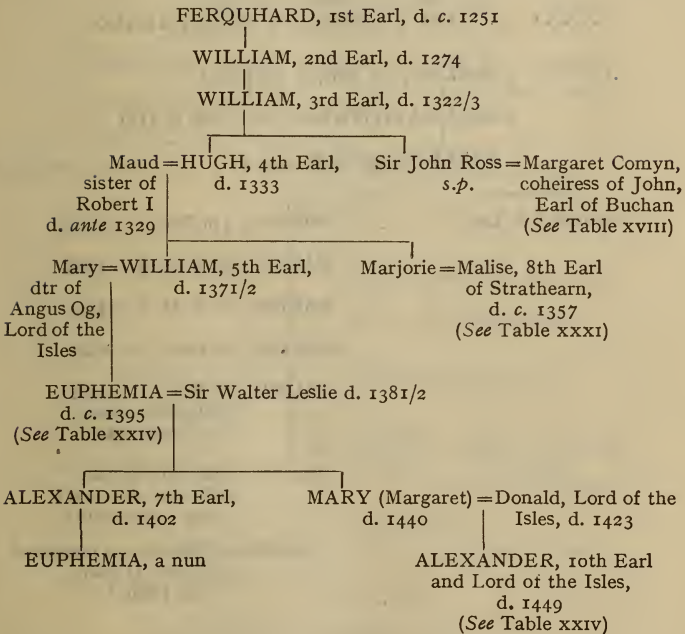 FERQUHARD, 1st Earl, d. c. 1251
WILLIAM, 2nd Earl, d. 1274
WILLIAM, 3rd Earl, d. 1322/3
Maud=HUGH, 4th Earl,
sister of
Robert I
d. ante 1329
d. 1333
Sir John Ross=Margaret Comyn,
s.p.
coheiress of John,
Earl of Buchan
(See Table XVIII)
Mary=WILLIAM, 5th Earl,
dtr of
Angus Og,
Lord of the
Isles
d. 1371/2
Marjorie=Malise, 8th Earl
of Strathearn,
d. c. 1357
(See Table XXXI)
EUPHEMIA=Sir Walter Leslie d. 1381/2
d. c. 1395
(See Table XXIV)
ALEXANDER, 7th Earl,
d. 1402
MARY (Margaret)=Donald, Lord of the
d. 1440
Isles, d. 1423
EUPHEMIA, a nun
ALEXANDER, 10th Earl
and Lord of the Isles,
d. 1449
(See Table XXIV)